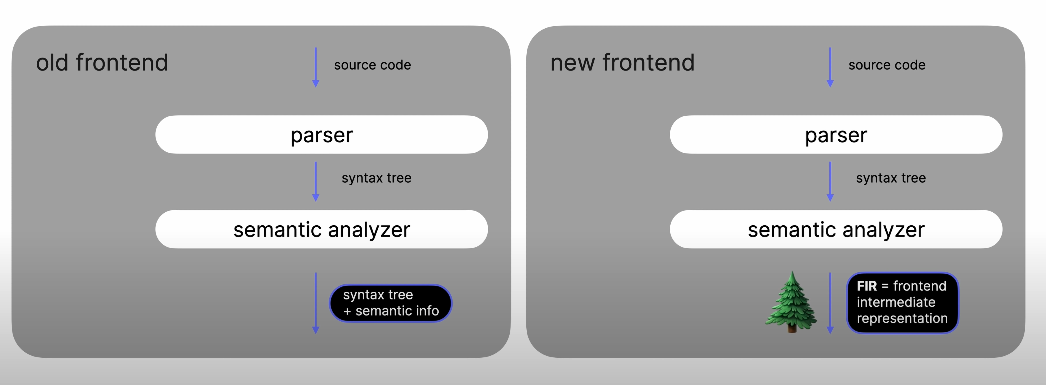 old frontend
source code
parser
syntax tree
semantic analyzer
syntax tree
+ semantic info
new frontend
source code
parser
syntax tree
semantic analyzer
FIR = frontend
intermediate
representation